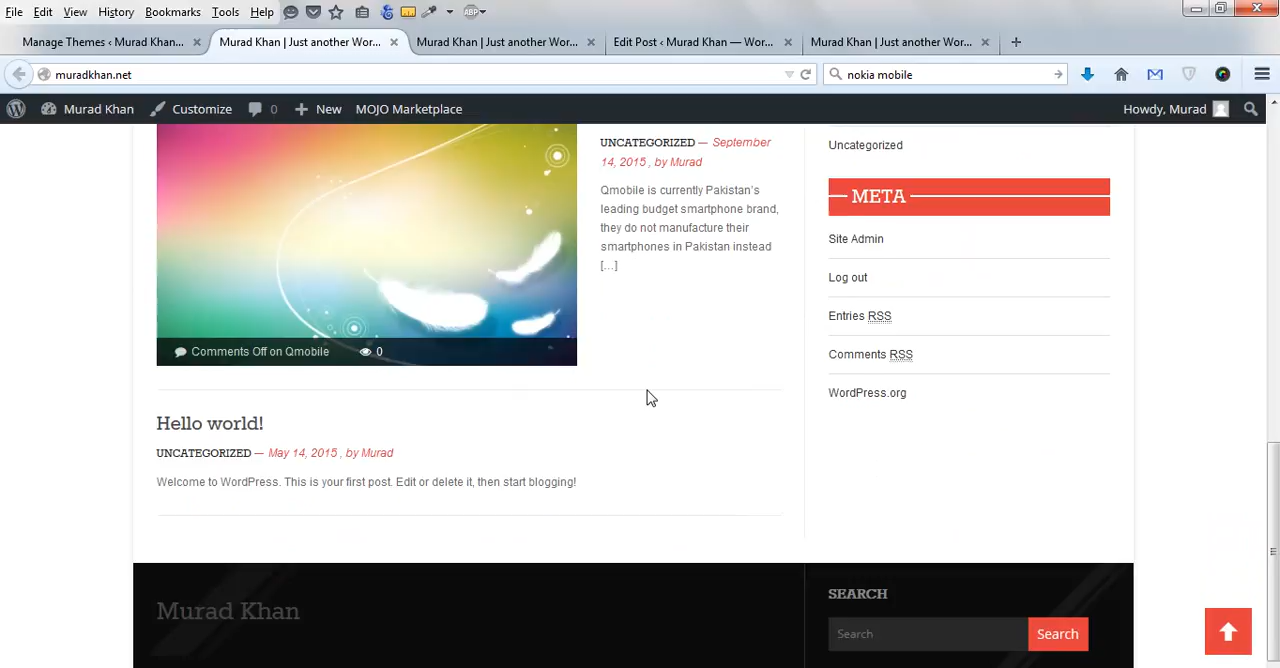 File Edit View History Bookmarks Tools Help ABP
Manage Themes ‹ Murad Khan... × Murad Khan | Just another Wor... × Murad Khan | Just another Wor... × Edit Post ‹ Murad Khan — Wor... × Murad Khan | Just another Wor... × +
muradkhan.net nokia mobile
Murad Khan Customize 0 New MOJO Marketplace Howdy, Murad
UNCATEGORIZED — September
14, 2015 , by Murad
Qmobile is currently Pakistan's
leading budget smartphone brand,
they do not manufacture their
smartphones in Pakistan instead
[...]
Comments Off on Qmobile 0
Hello world!
UNCATEGORIZED — May 14, 2015 , by Murad
Welcome to WordPress. This is your first post. Edit or delete it, then start blogging!
Uncategorized
META
Site Admin
Log out
Entries RSS
Comments RSS
WordPress.org
Murad Khan
SEARCH
Search Search